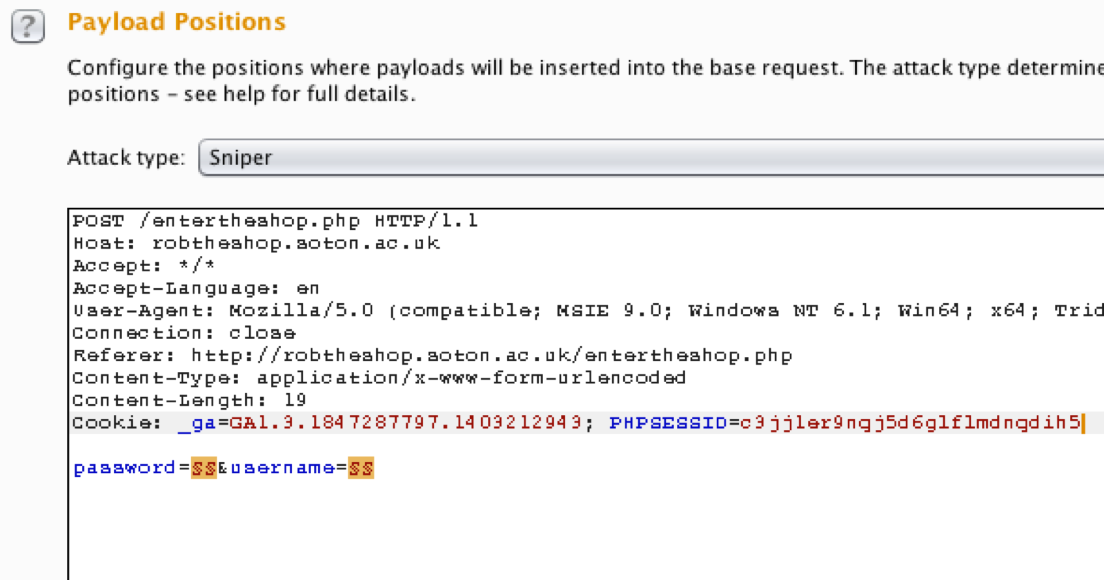 ?
Payload Positions
Configure the positions where payloads will be inserted into the base request. The attack type determine
positions – see help for full details.
Attack type: Sniper
POST /entertheshop.php HTTP/1.1
Host: robtheshop.soton.ac.uk
Accept: */*
Accept-Language: en
User-Agent: Mozilla/5.0 (compatible; MSIE 9.0; Windows NT 6.1; Win64; x64; Trid
Connection: close
Referer: http://robtheshop.soton.ac.uk/entertheshop.php
Content-Type: application/x-www-form-urlencoded
Content-Length: 19
Cookie: _ga=GA1.3.1847287797.1403212943; PHPSESSID=c3jjler9nqj5d6glflmdnqdih5
password=§§&username=§§